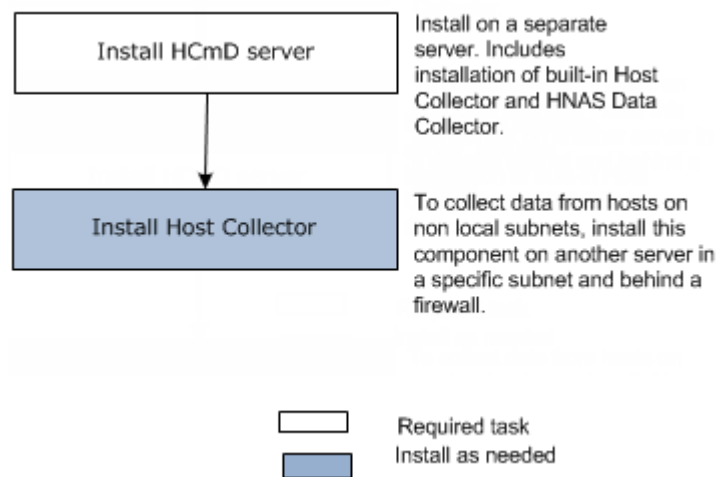 Install HCmD server
Install on a separate
server. Includes
installation of built-in Host
Collector and HNAS Data
Collector.
Install Host Collector
To collect data from hosts on
non local subnets, install this
component on another server in
a specific subnet and behind a
firewall.
Required task
Install as needed